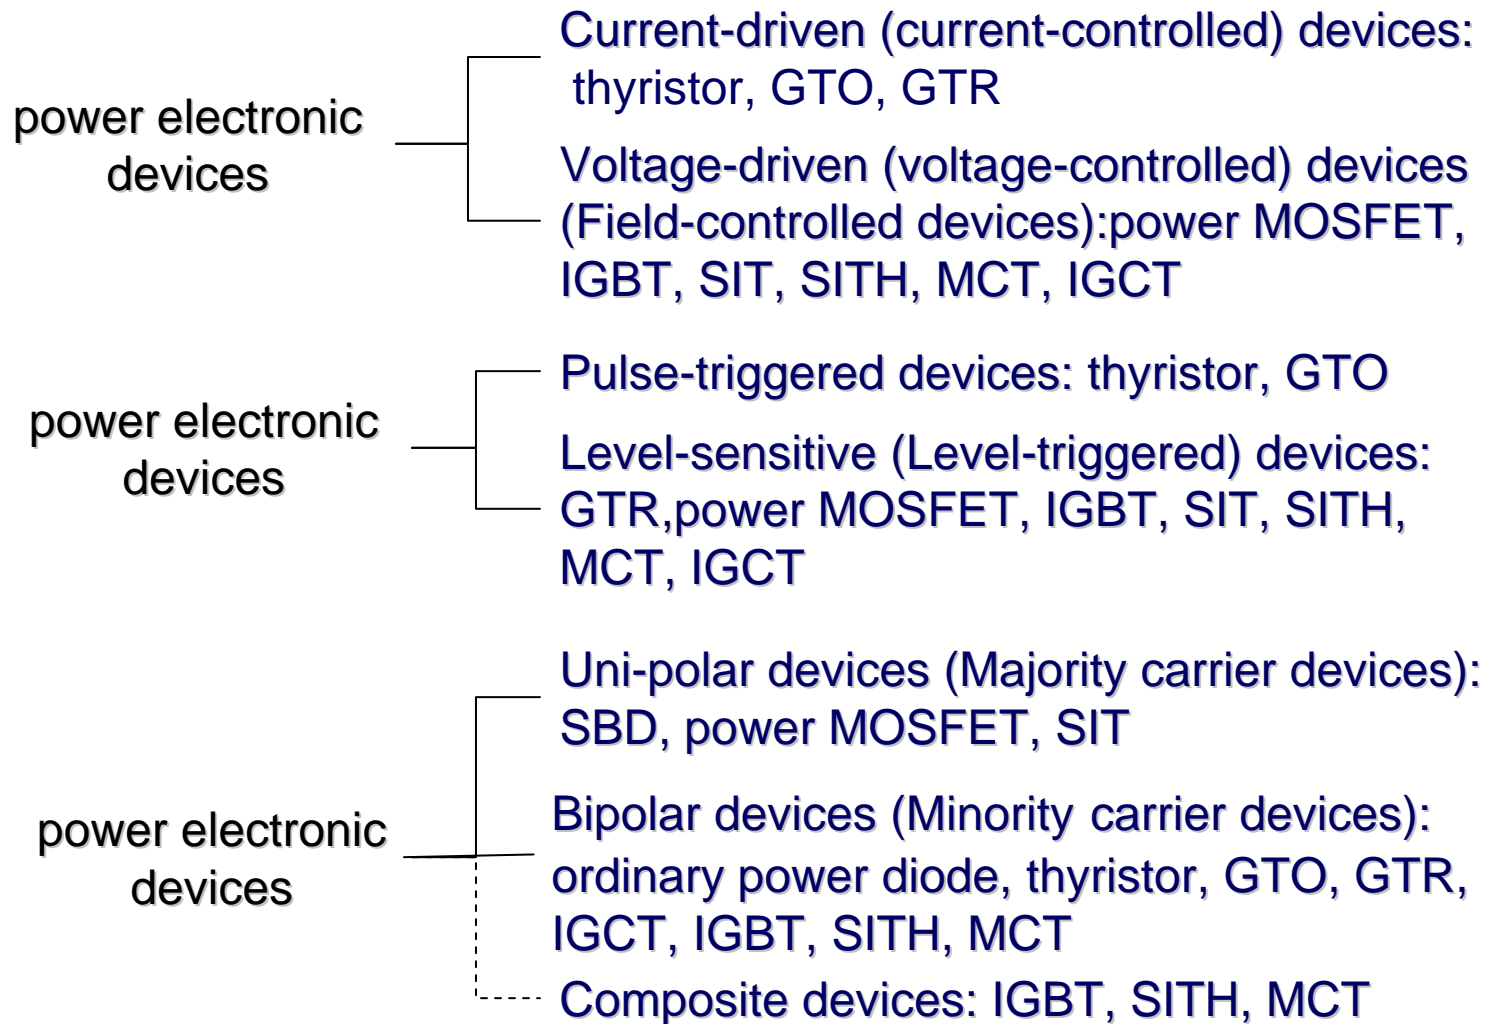 power electronic
devices
Current-driven (current-controlled) devices:
thyristor, GTO, GTR
Voltage-driven (voltage-controlled) devices
(Field-controlled devices):power MOSFET,
IGBT, SIT, SITH, MCT, IGCT
power electronic
devices
Pulse-triggered devices: thyristor, GTO
Level-sensitive (Level-triggered) devices:
GTR,power MOSFET, IGBT, SIT, SITH,
MCT, IGCT
power electronic
devices
Uni-polar devices (Majority carrier devices):
SBD, power MOSFET, SIT
Bipolar devices (Minority carrier devices):
ordinary power diode, thyristor, GTO, GTR,
IGCT, IGBT, SITH, MCT
Composite devices: IGBT, SITH, MCT